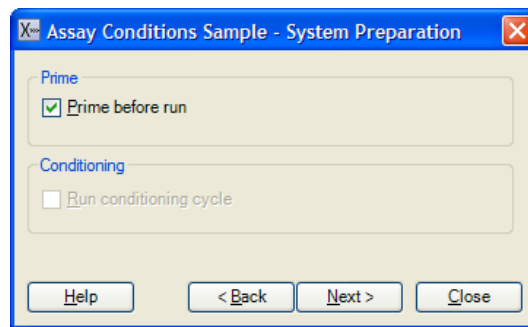 Assay Conditions Sample - System Preparation
Prime
Prime before run
Conditioning
Run conditioning cycle
Help < Back Next > Close